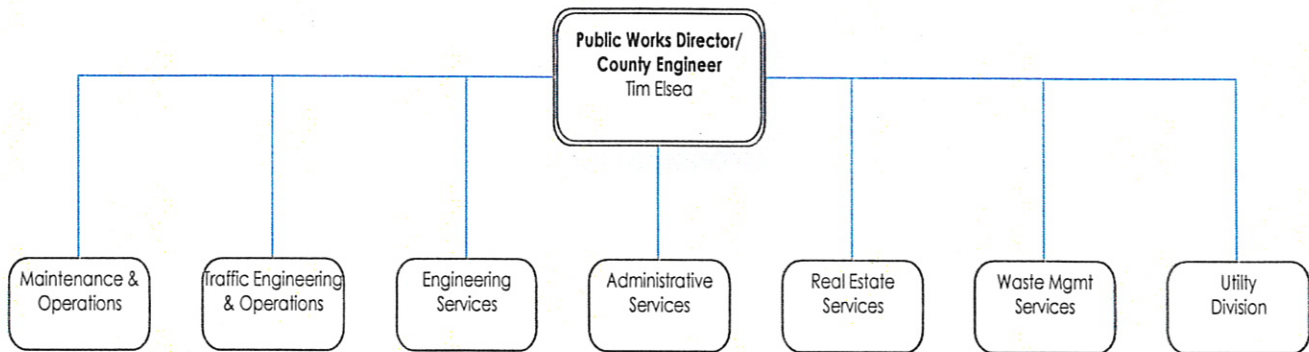 Public Works Director/
County Engineer
Tim Elsea
Maintenance &
Operations
Traffic Engineering
& Operations
Engineering
Services
Administrative
Services
Real Estate
Services
Waste Mgmt
Services
Utilty
Division